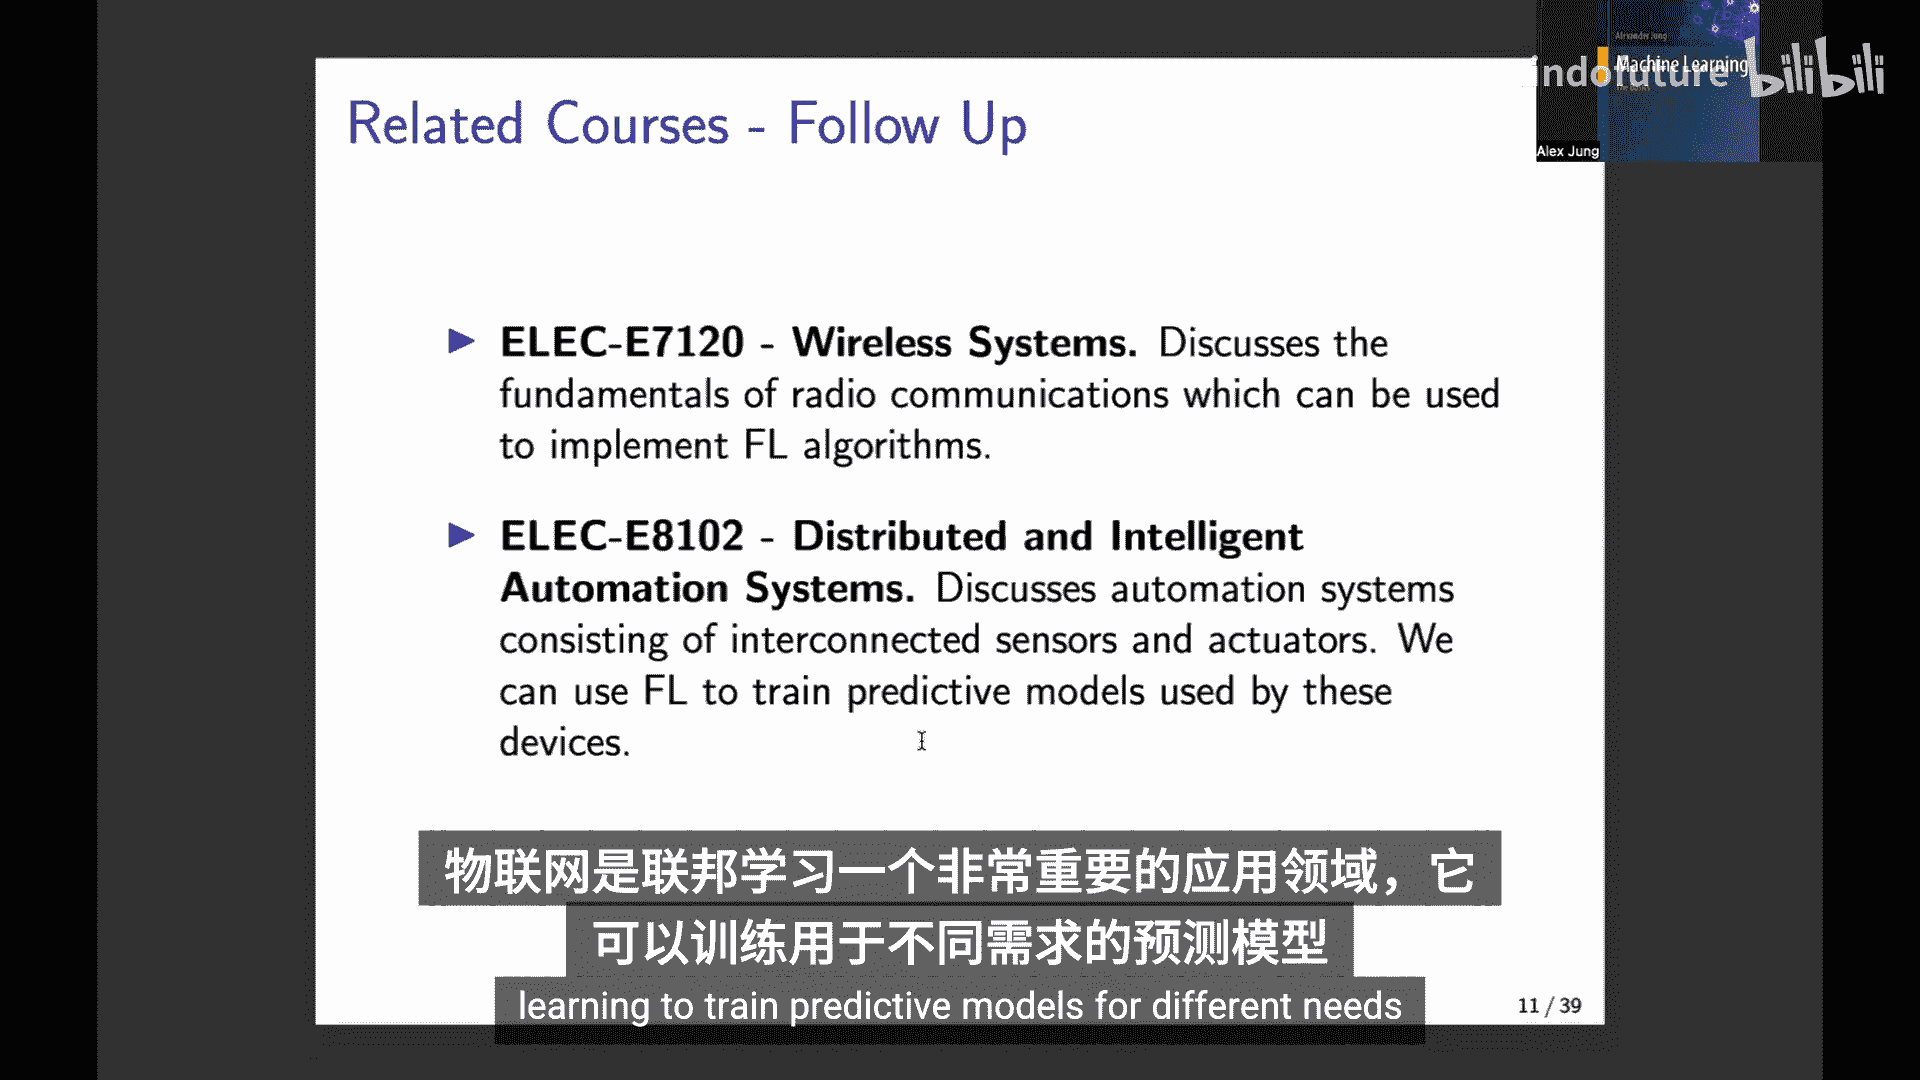 Related Courses - Follow Up
Alexander Jung
Machine Learning
indofuture bilibili
Alex Jung
▶ ELEC-E7120 - Wireless Systems. Discusses the
fundamentals of radio communications which can be used
to implement FL algorithms.
▶ ELEC-E8102 - Distributed and Intelligent
Automation Systems. Discusses automation systems
consisting of interconnected sensors and actuators. We
can use FL to train predictive models used by these
devices.
物联网是联邦学习一个非常重要的应用领域，它
可以训练用于不同需求的预测模型
learning to train predictive models for different needs
11 / 39